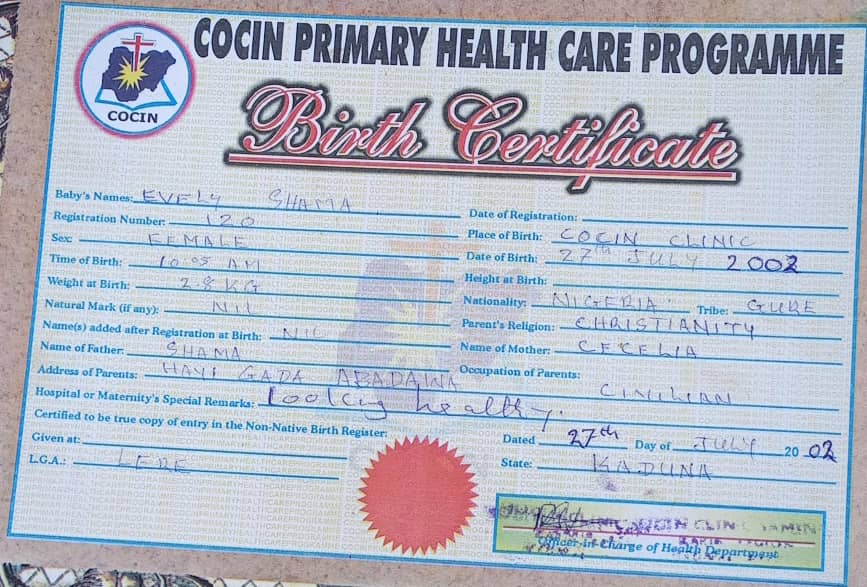 COCIN PRIMARY HEALTH CARE PROGRAMME
COCIN
Birth Certificate
Baby's Names: EVELY SHAMA
Date of Registration:
Registration Number: 120
Place of Birth: COCIN CLINIC
Sex: FEMALE
Date of Birth: 27th JULY 2002
Time of Birth: 10:05 AM
Height at Birth:
Weight at Birth: 2.8 KG
Nationality: NIGERIA Tribe: GURE
Natural Mark (if any): NIL
Parent's Religion: CHRISTIANITY
Name(s) added after Registration at Birth: NIL
Name of Mother: CECELIA
Name of Father: SHAMA
Occupation of Parents: CIVILIAN
Address of Parents: HAYI GADA ABADAWA
Hospital or Maternity's Special Remarks: Looking healthy.
Certified to be true copy of entry in the Non-Native Birth Register:
Dated 27th Day of JULY 2002
Given at:
State: KADUNA
L.G.A.: LERE
COCIN CLINIC
Officer-in-Charge of Health Department